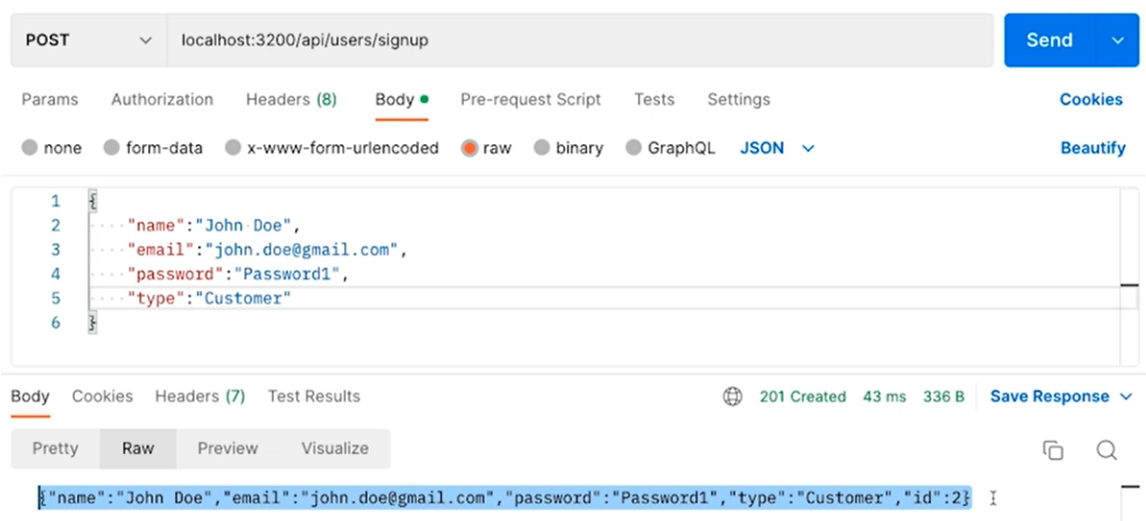 POST localhost:3200/api/users/signup Send
Params Authorization Headers (8) Body Pre-request Script Tests Settings Cookies
none form-data x-www-form-urlencoded raw binary GraphQL JSON Beautify
1 {
2 "name":"John Doe",
3 "email":"john.doe@gmail.com",
4 "password":"Password1",
5 "type":"Customer"
6 }
Body Cookies Headers (7) Test Results 201 Created 43 ms 336 B Save Response
Pretty Raw Preview Visualize
{"name":"John Doe","email":"john.doe@gmail.com","password":"Password1","type":"Customer","id":2}